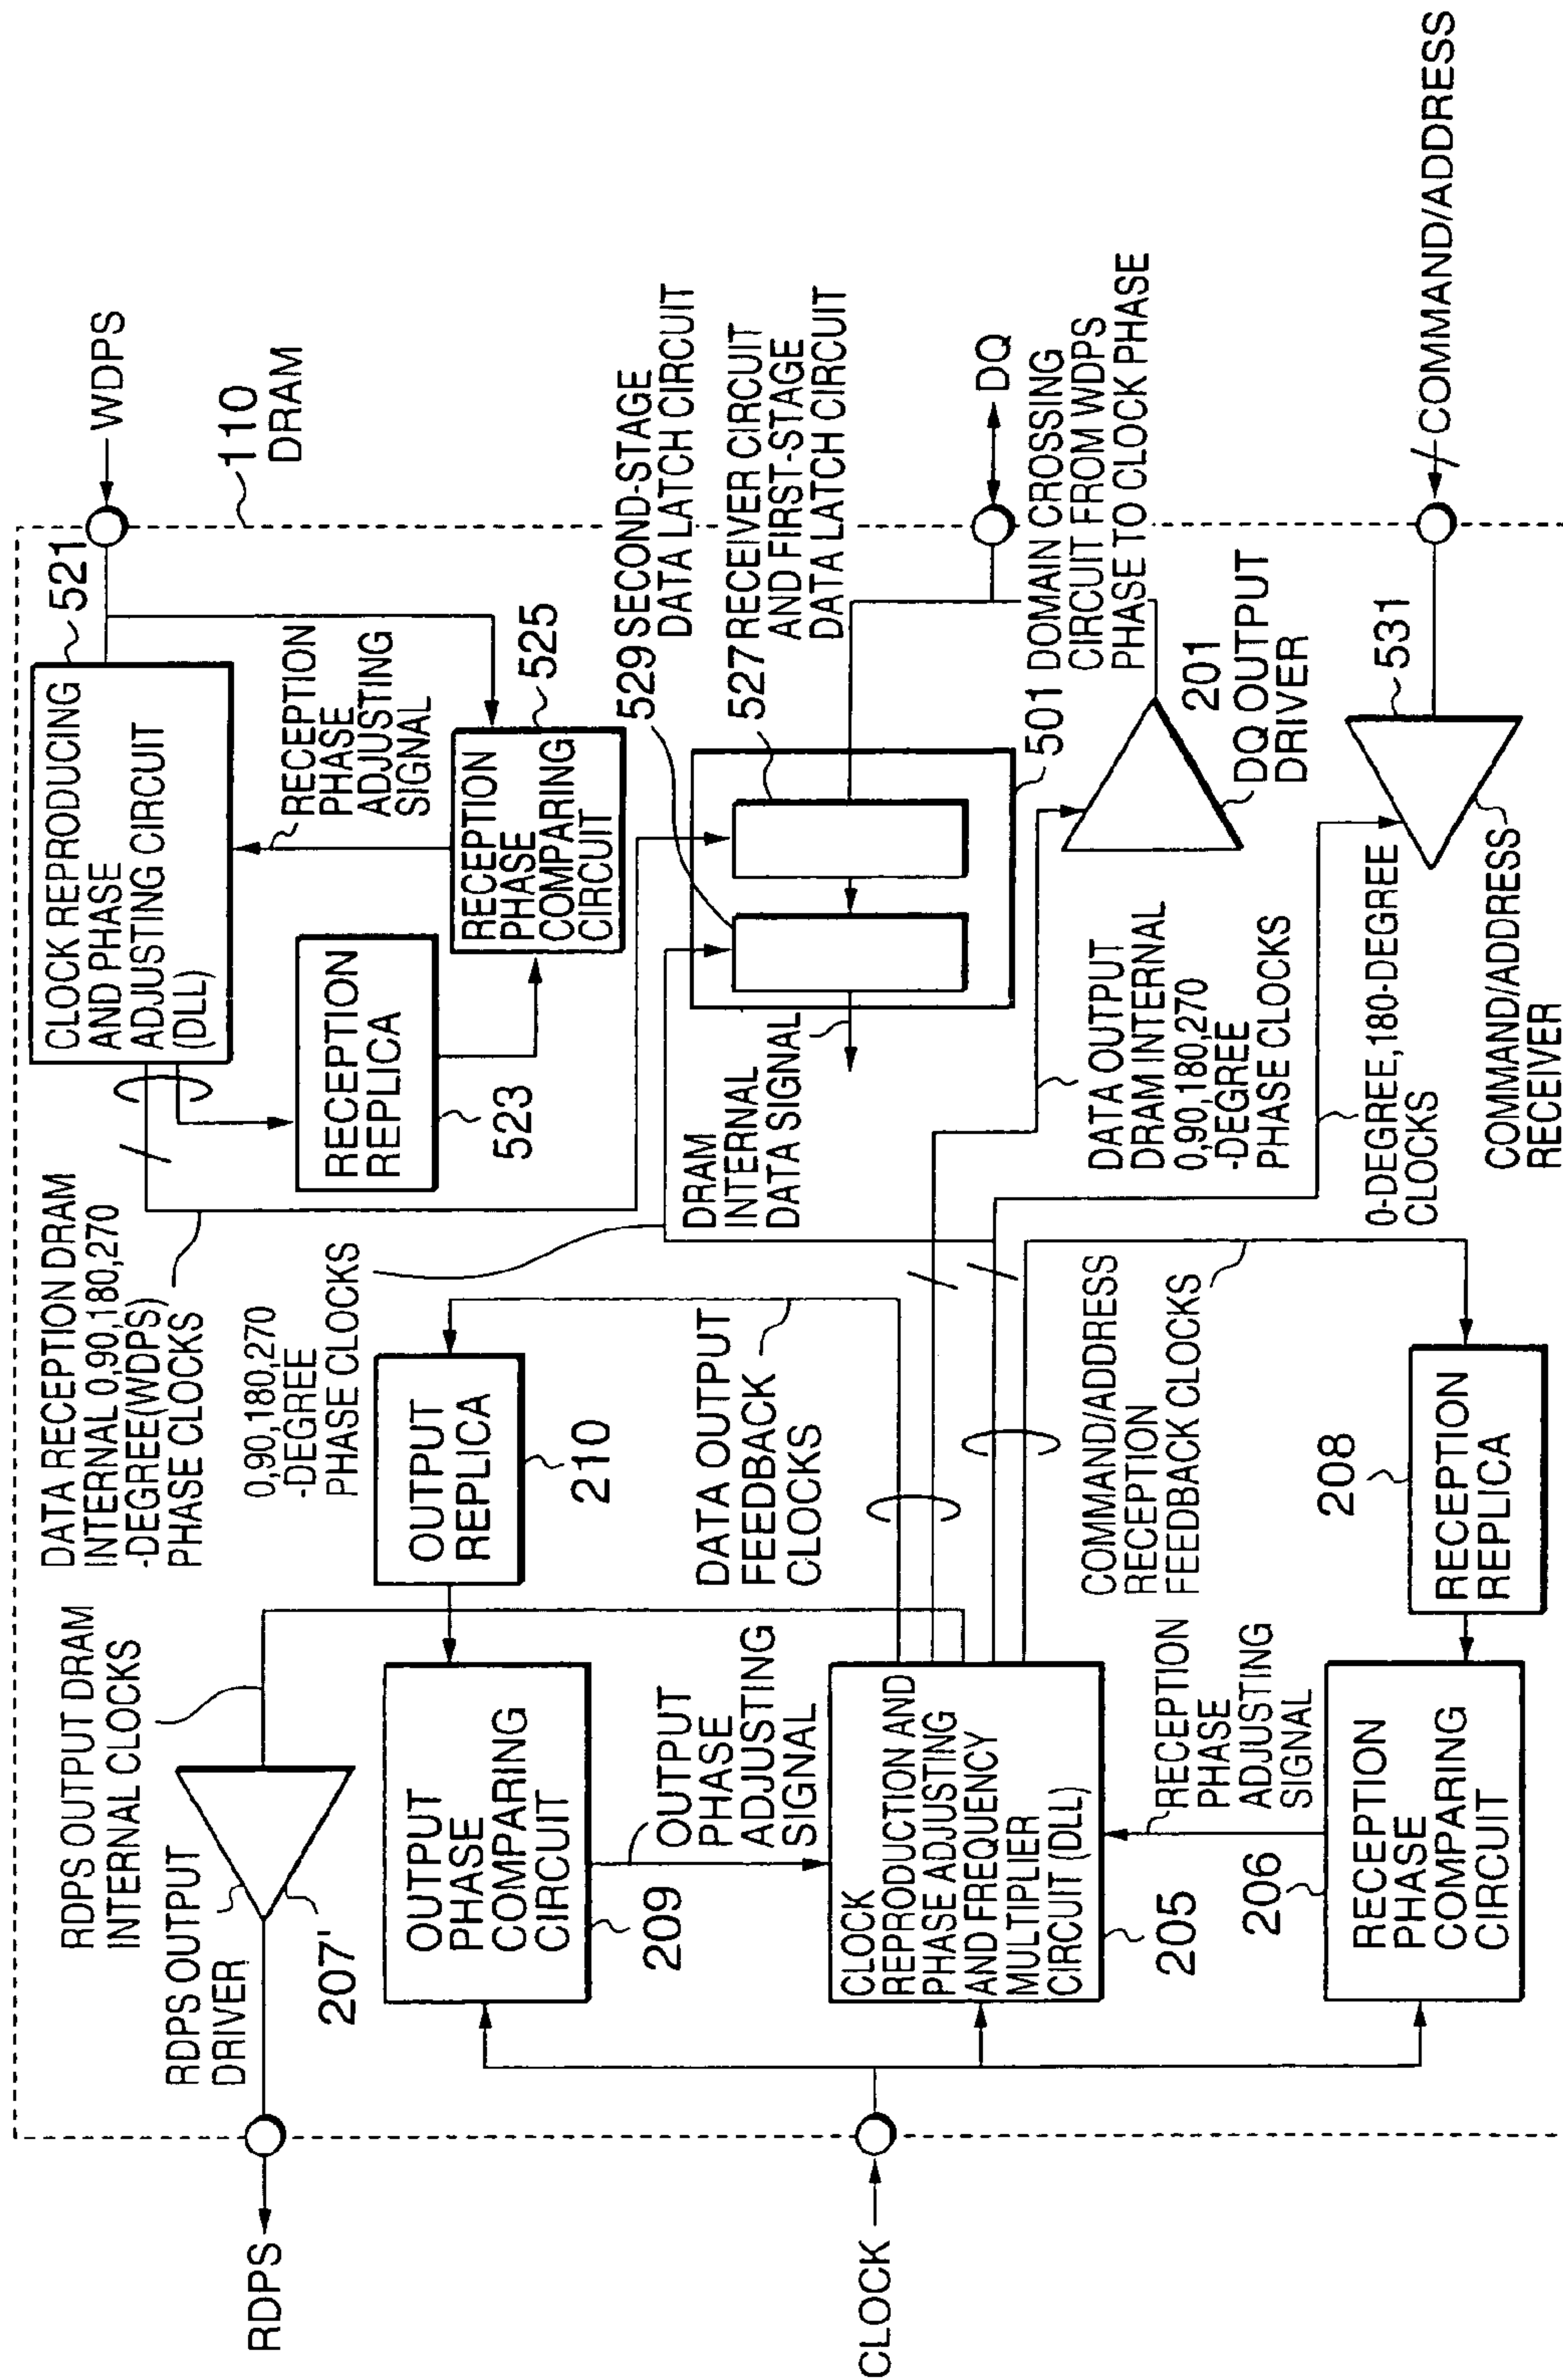 RDPS
CLOCK
RDPS OUTPUT DRAM
INTERNAL CLOCKS
RDPS OUTPUT
DRIVER
207'
OUTPUT
PHASE
COMPARING
CIRCUIT
209
OUTPUT
PHASE
ADJUSTING
SIGNAL
CLOCK
REPRODUCTION AND
PHASE ADJUSTING
AND FREQUENCY
MULTIPLIER
CIRCUIT (DLL)
205
RECEPTION
PHASE
ADJUSTING
SIGNAL
206
RECEPTION
PHASE
COMPARING
CIRCUIT
DATA RECEPTION DRAM
INTERNAL 0,90,180,270
-DEGREE(WDPS)
PHASE CLOCKS
0,90,180,270
-DEGREE
PHASE CLOCKS
OUTPUT
REPLICA
210
DATA OUTPUT
FEEDBACK
CLOCKS
COMMAND/ADDRESS
RECEPTION
FEEDBACK CLOCKS
208
RECEPTION
REPLICA
CLOCK REPRODUCING
AND PHASE
ADJUSTING CIRCUIT
(DLL)
521
RECEPTION
REPLICA
523
RECEPTION
PHASE
ADJUSTING
SIGNAL
RECEPTION
PHASE
COMPARING
CIRCUIT
525
DRAM
INTERNAL
DATA SIGNAL
529 SECOND-STAGE
DATA LATCH CIRCUIT
527 RECEIVER CIRCUIT
AND FIRST-STAGE
DATA LATCH CIRCUIT
501 DOMAIN CROSSING
CIRCUIT FROM WDPS
PHASE TO CLOCK PHASE
DATA OUTPUT
DRAM INTERNAL
0,90,180,270
-DEGREE
PHASE CLOCKS
201
DQ OUTPUT
DRIVER
0-DEGREE,180-DEGREE
CLOCKS
531
COMMAND/ADDRESS
RECEIVER
WDPS
110
DRAM
DQ
COMMAND/ADDRESS